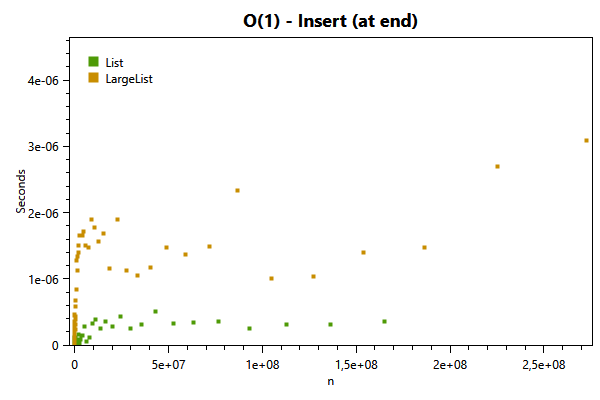 O(1) - Insert (at end)
List
LargeList
4e-06
3e-06
2e-06
1e-06
0
Seconds
0 5e+07 1e+08 1,5e+08 2e+08 2,5e+08
n